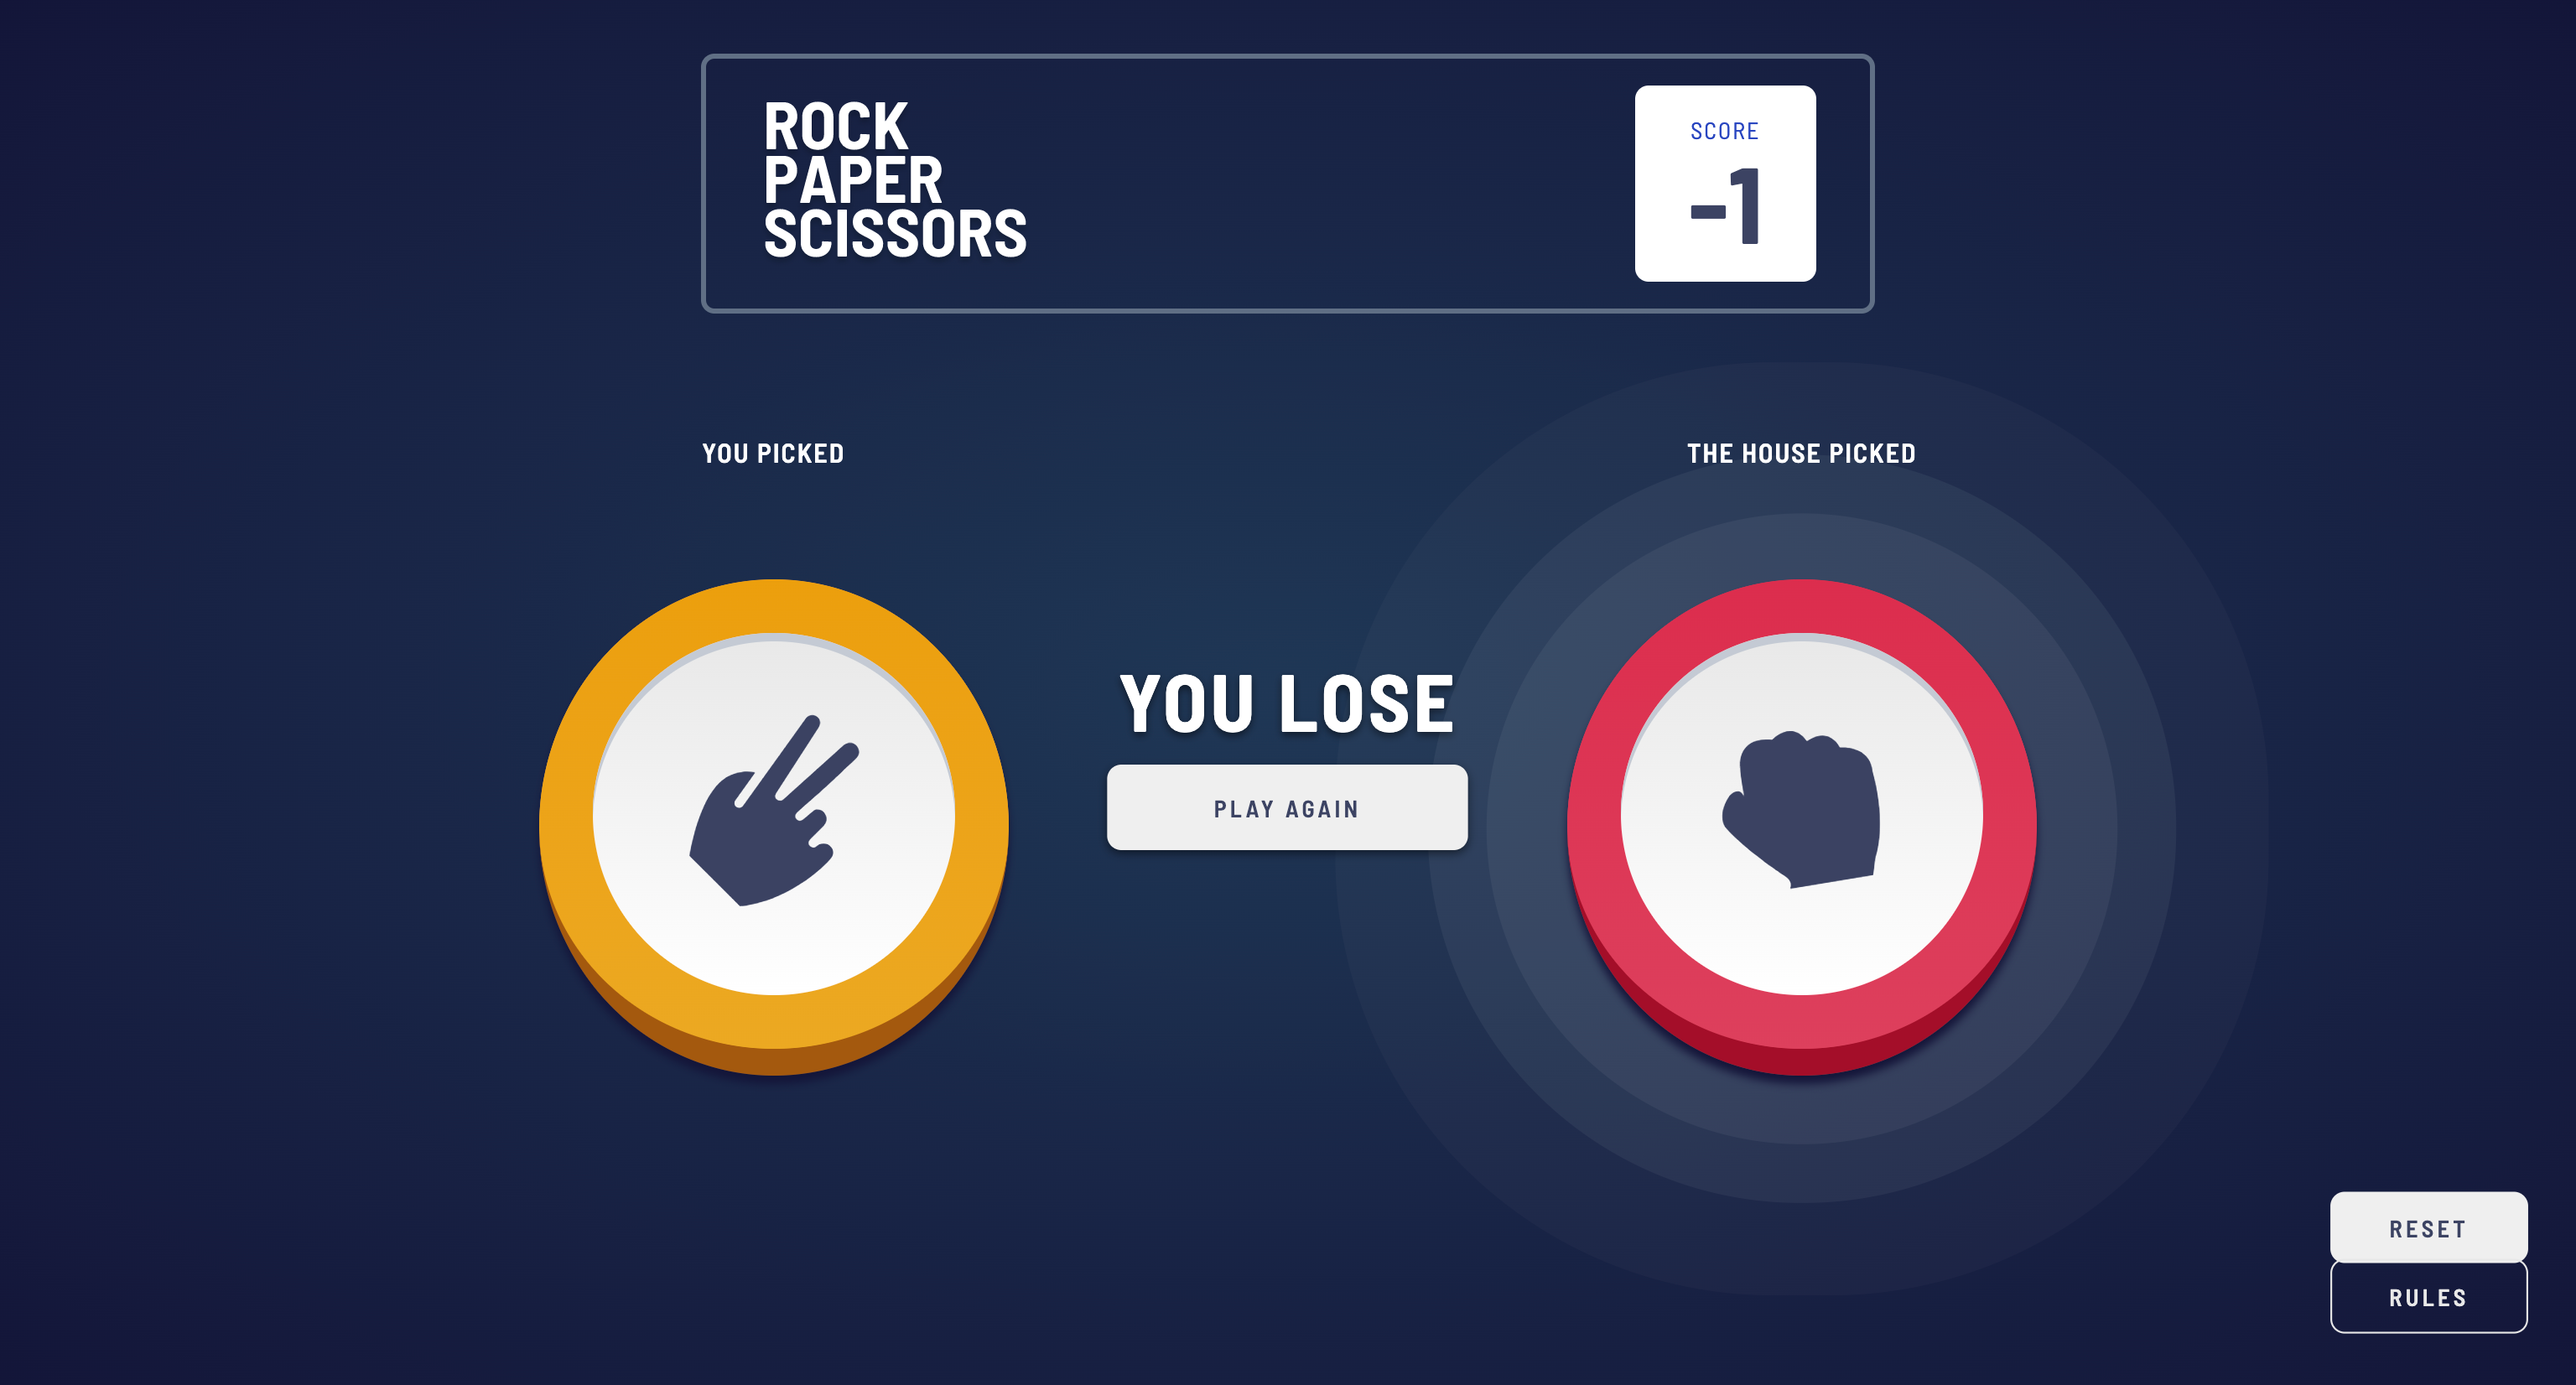 ROCK
PAPER
SCISSORS
SCORE
-1
YOU PICKED
THE HOUSE PICKED
YOU LOSE
PLAY AGAIN
RESET
RULES